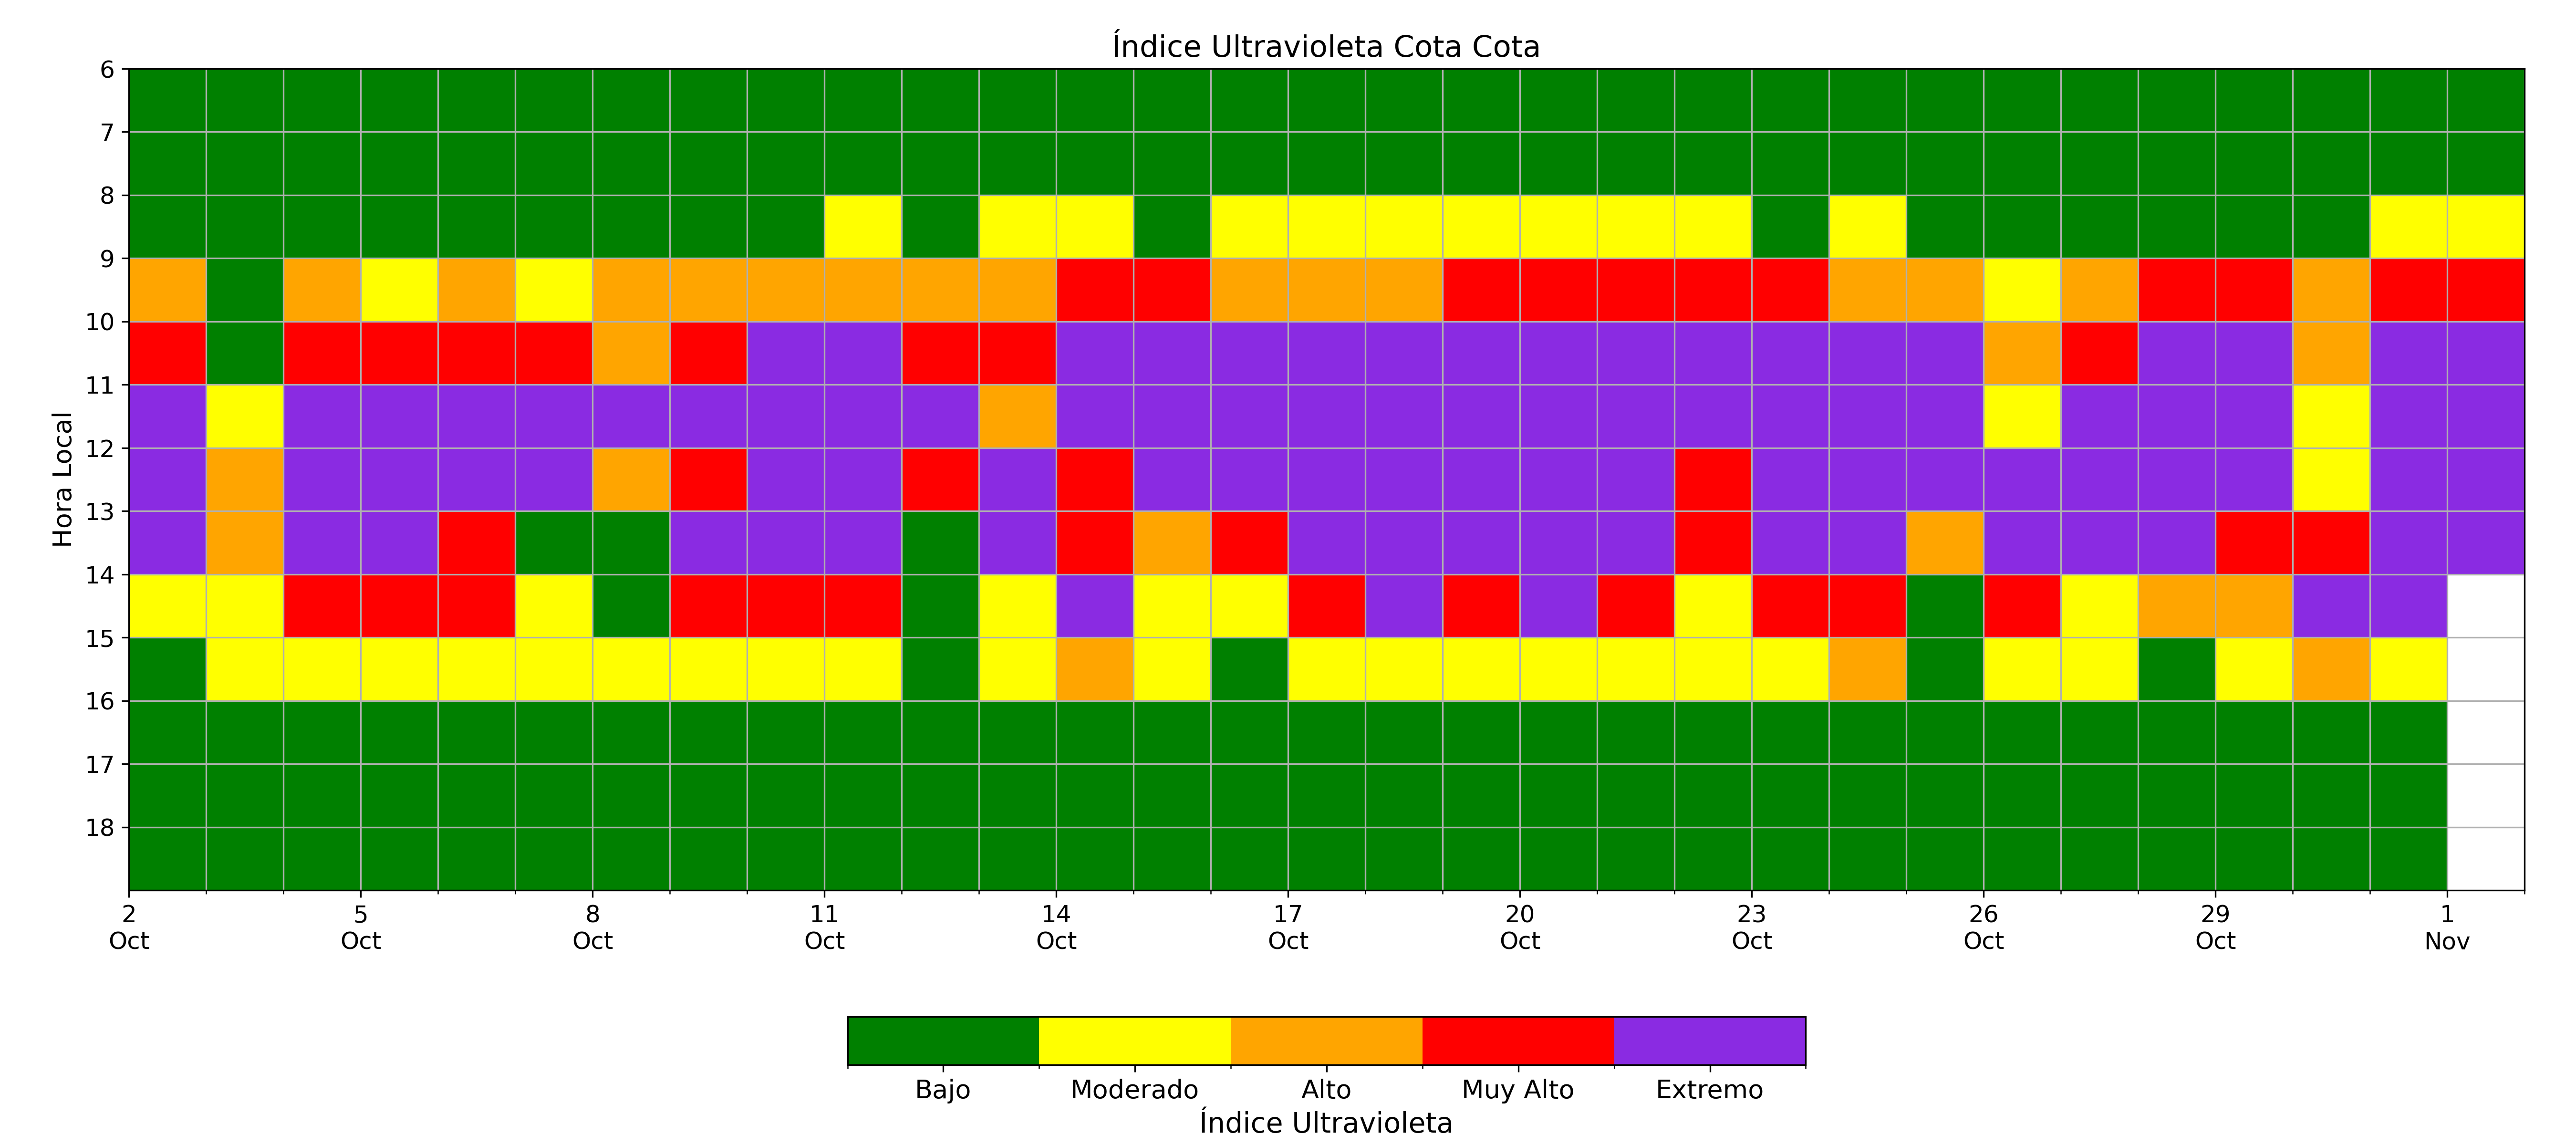 Índice Ultravioleta Cota Cota
6
7
8
9
10
11
12
13
14
15
16
17
18
Hora Local
2 5 8 11 14 17 20 23 26 29 1
Oct Oct Oct Oct Oct Oct Oct Oct Oct Oct Nov
Bajo Moderado Alto Muy Alto Extremo
Índice Ultravioleta